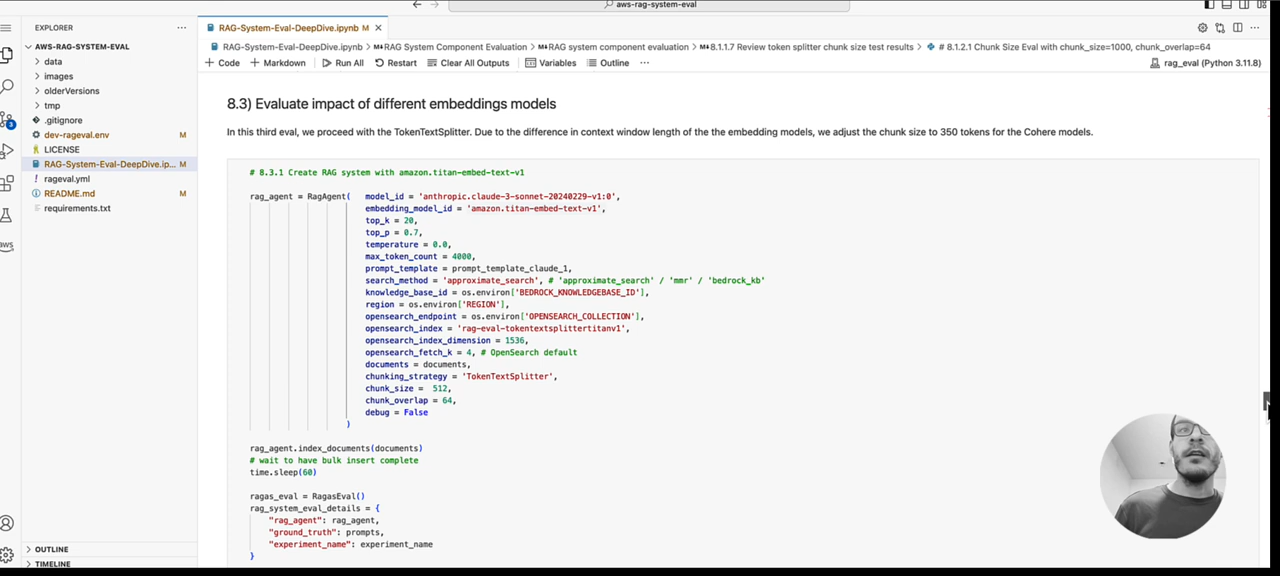 aws-rag-system-eval
EXPLORER
AWS-RAG-SYSTEM-EVAL
data
images
olderVersions
tmp
.gitignore
dev-rageval.env M
LICENSE
RAG-System-Eval-DeepDive.ip... M
rageval.yml
README.md M
requirements.txt
OUTLINE
TIMELINE
3
aws
RAG-System-Eval-DeepDive.ipynb M
RAG-System-Eval-DeepDive.ipynb > M↓RAG System Component Evaluation > M↓RAG system component evaluation > M↓8.1.1.7 Review token splitter chunk size test results > # 8.1.2.1 Chunk Size Eval with chunk_size=1000, chunk_overlap=64
+ Code + Markdown Run All Restart Clear All Outputs Variables Outline ... rag_eval (Python 3.11.8)
8.3) Evaluate impact of different embeddings models
In this third eval, we proceed with the TokenTextSplitter. Due to the difference in context window length of the the embedding models, we adjust the chunk size to 350 tokens for the Cohere models.
# 8.3.1 Create RAG system with amazon.titan-embed-text-v1
rag_agent = RagAgent( model_id = 'anthropic.claude-3-sonnet-20240229-v1:0',
embedding_model_id = 'amazon.titan-embed-text-v1',
top_k = 20,
top_p = 0.7,
temperature = 0.0,
max_token_count = 4000,
prompt_template = prompt_template_claude_1,
search_method = 'approximate_search', # 'approximate_search' / 'mmr' / 'bedrock_kb'
knowledge_base_id = os.environ['BEDROCK_KNOWLEDGEBASE_ID'],
region = os.environ['REGION'],
opensearch_endpoint = os.environ['OPENSEARCH_COLLECTION'],
opensearch_index = 'rag-eval-tokentextsplittertitanv1',
opensearch_index_dimension = 1536,
opensearch_fetch_k = 4, # OpenSearch default
documents = documents,
chunking_strategy = 'TokenTextSplitter',
chunk_size = 512,
chunk_overlap = 64,
debug = False
)
rag_agent.index_documents(documents)
# wait to have bulk insert complete
time.sleep(60)
ragas_eval = RagasEval()
rag_system_eval_details = {
"rag_agent": rag_agent,
"ground_truth": prompts,
"experiment_name": experiment_name
}